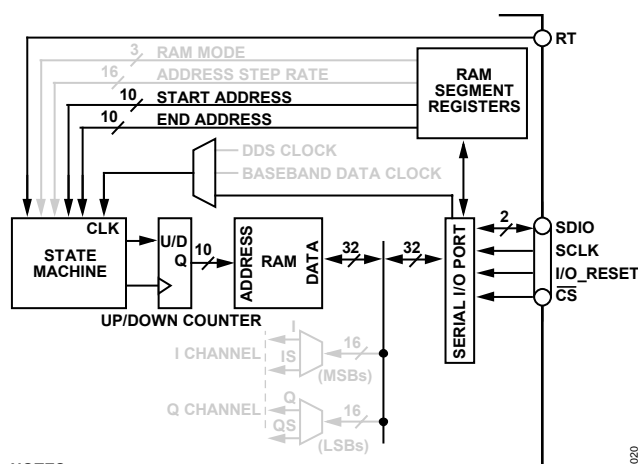 RT
3 RAM MODE
16 ADDRESS STEP RATE
10 START ADDRESS
10 END ADDRESS
RAM
SEGMENT
REGISTERS
DDS CLOCK
BASEBAND DATA CLOCK
CLK
STATE
MACHINE
U/D
Q
10
ADDRESS
RAM
DATA
32
32
SERIAL I/O PORT
2
SDIO
SCLK
I/O_RESET
CS
UP/DOWN COUNTER
I CHANNEL
I
IS
16
(MSBs)
Q CHANNEL
Q
QS
16
(LSBs)
020